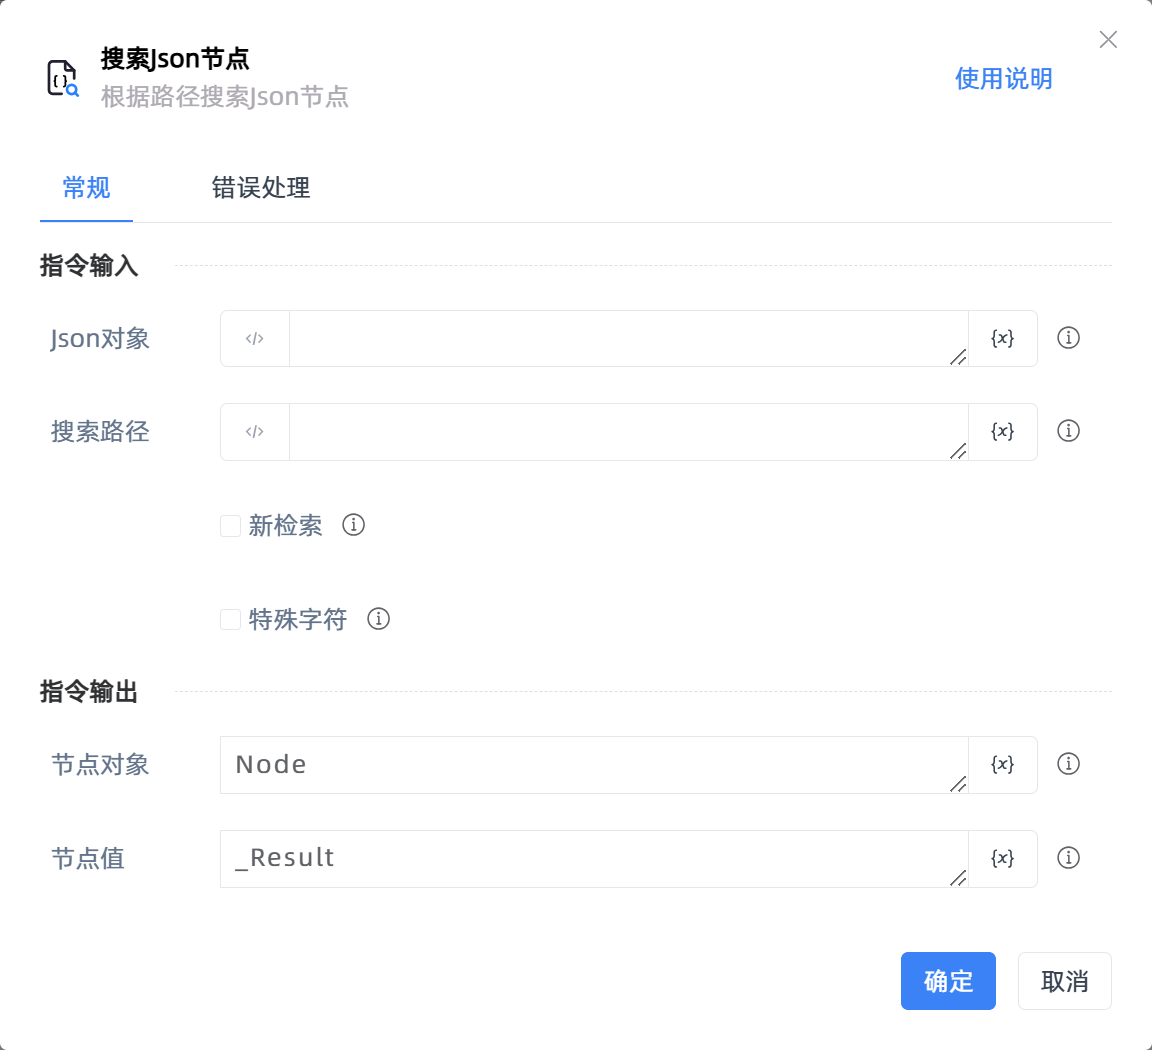 搜索Json节点
根据路径搜索Json节点
使用说明
常规
错误处理
指令输入
Json对象
</>
{x}
搜索路径
</>
{x}
新检索
特殊字符
指令输出
节点对象
Node
{x}
节点值
_Result
{x}
确定
取消